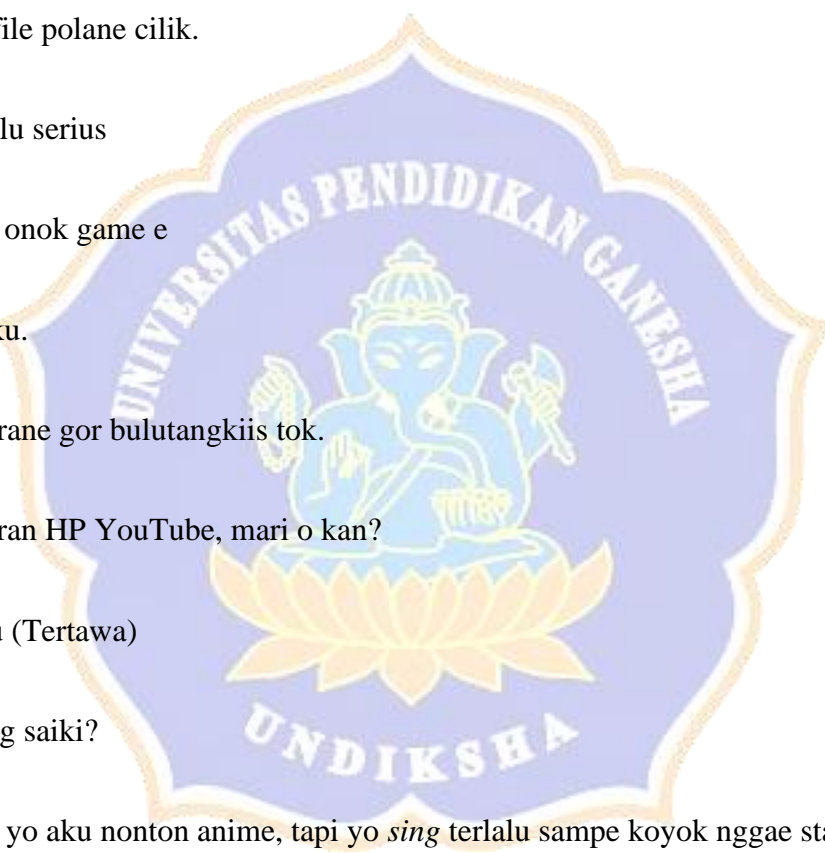 file polane cilik.
lu serius
UNIVERSITAS PENDIDIKAN GANESHA
onok game e
ku.
rane gor bulutangkiis tok.
ran HP YouTube, mari o kan?
(Tertawa)
g saiki?
UNDIKSHA
yo aku nonton anime, tapi yo sing terlalu sampe koyok nggae sta